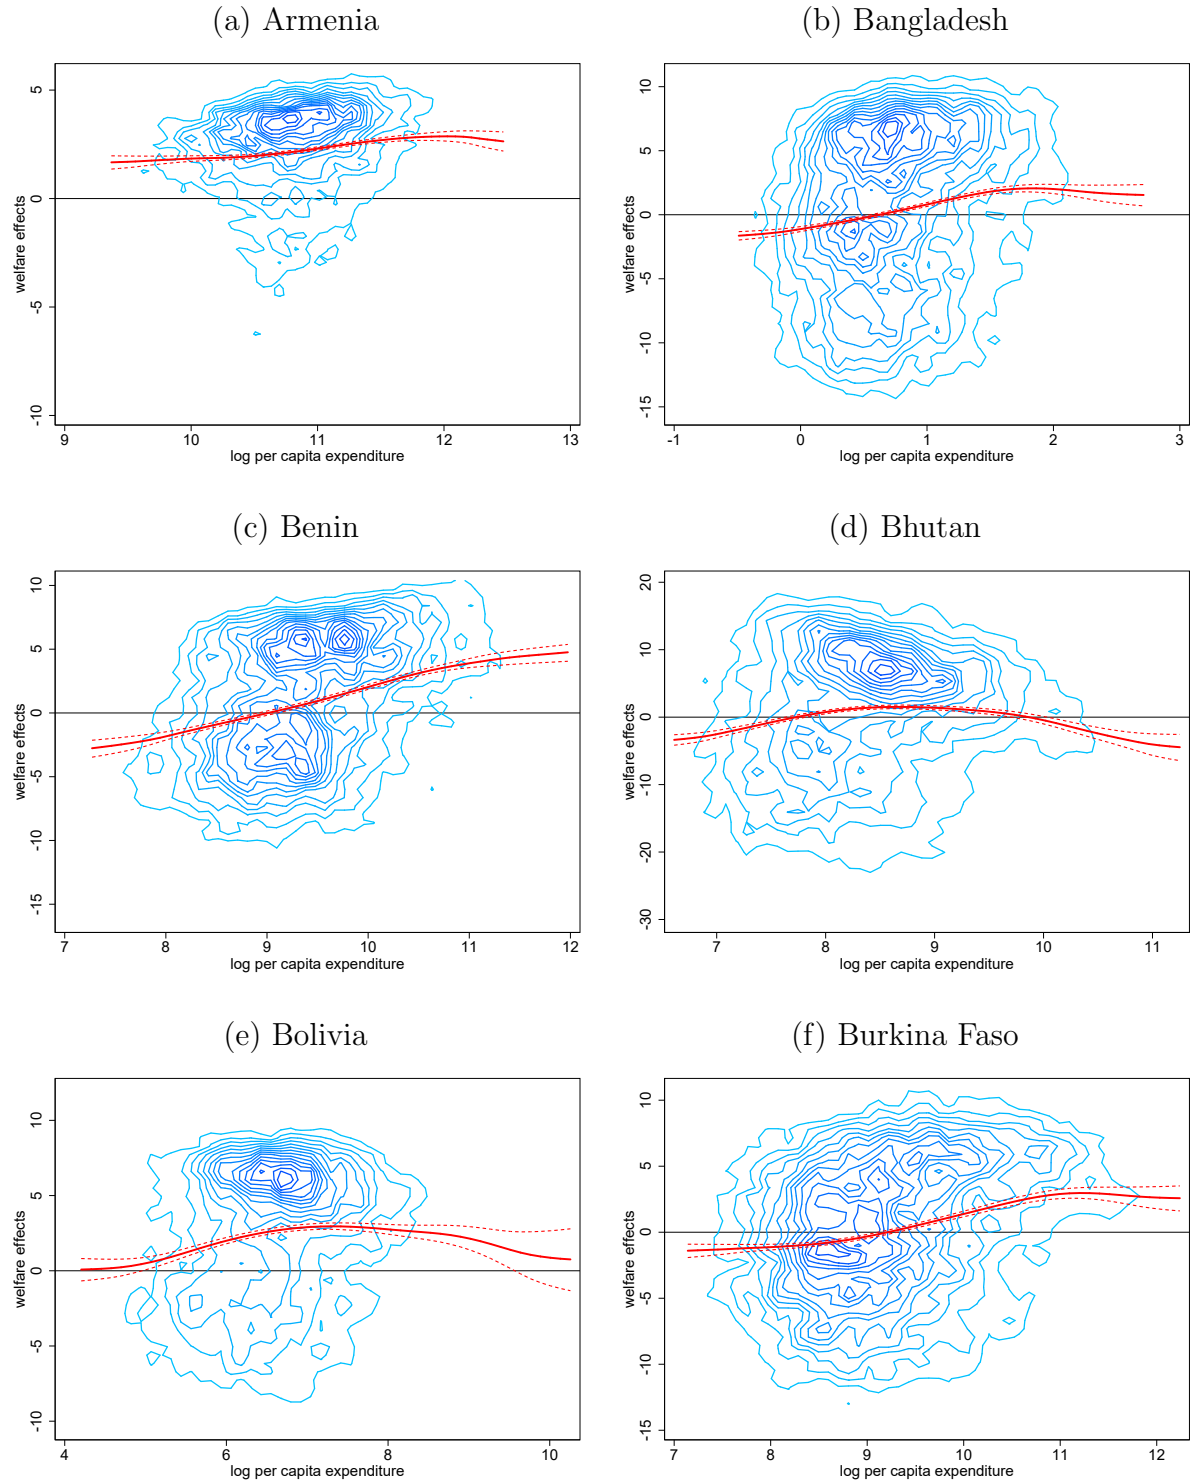 (a) Armenia
welfare effects
5
0
-5
-10
9 10 11 12 13
log per capita expenditure
(b) Bangladesh
welfare effects
10
5
0
-5
-10
-15
-1 0 1 2 3
log per capita expenditure
(c) Benin
welfare effects
10
5
0
-5
-10
-15
7 8 9 10 11 12
log per capita expenditure
(d) Bhutan
welfare effects
20
10
0
-10
-20
-30
7 8 9 10 11
log per capita expenditure
(e) Bolivia
welfare effects
10
5
0
-5
-10
4 6 8 10
log per capita expenditure
(f) Burkina Faso
welfare effects
10
5
0
-5
-10
-15
7 8 9 10 11 12
log per capita expenditure